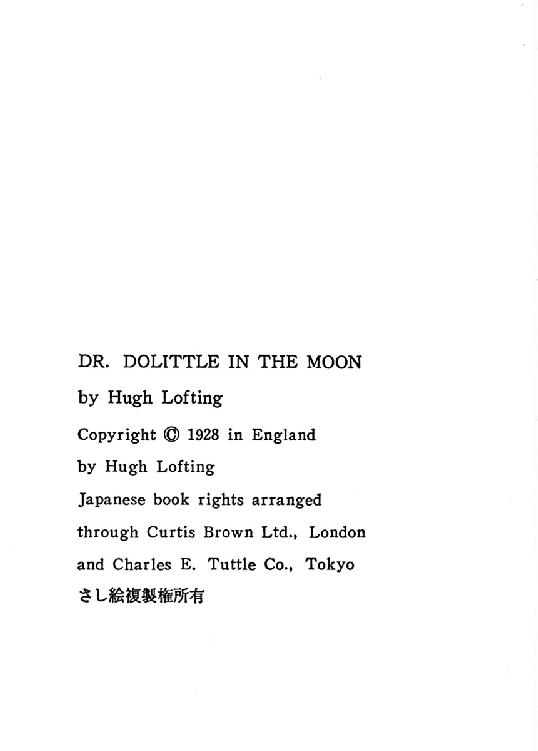 DR. DOLITTLE IN THE MOON
by Hugh Lofting
Copyright © 1928 in England
by Hugh Lofting
Japanese book rights arranged
through Curtis Brown Ltd., London
and Charles E. Tuttle Co., Tokyo
さし絵複製権所有